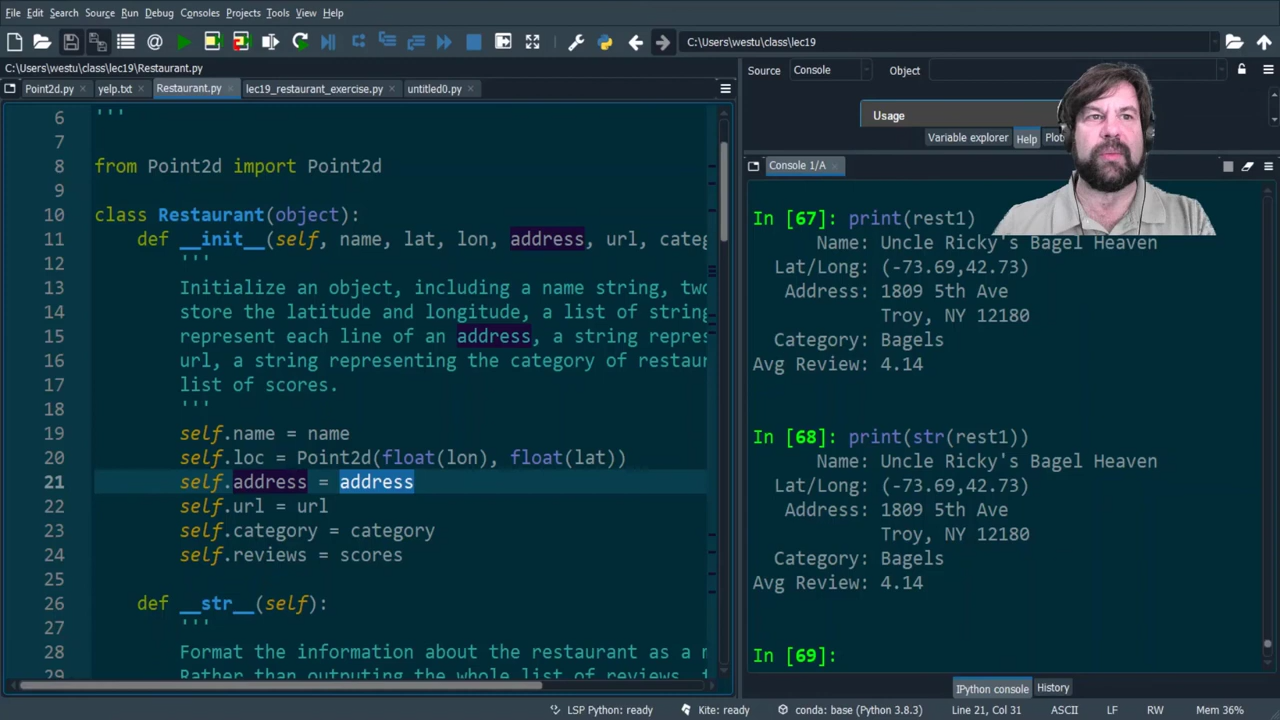 File Edit Search Source Run Debug Consoles Projects Tools View Help
C:\Users\westu\class\lec19
C:\Users\westu\class\lec19\Restaurant.py
Point2d.py yelp.txt Restaurant.py lec19_restaurant_exercise.py untitled0.py
6 '''
7
8 from Point2d import Point2d
9
10 class Restaurant(object):
11 def __init__(self, name, lat, lon, address, url, categ
12 '''
13 Initialize an object, including a name string, two
14 store the latitude and longitude, a list of string
15 represent each line of an address, a string repres
16 url, a string representing the category of restaur
17 list of scores.
18 '''
19 self.name = name
20 self.loc = Point2d(float(lon), float(lat))
21 self.address = address
22 self.url = url
23 self.category = category
24 self.reviews = scores
25
26 def __str__(self):
27 '''
28 Format the information about the restaurant as a m
29 Rather than outputing the whole list of reviews, t
Source Console Object
Usage
Variable explorer Help Plot
Console 1/A
In [67]: print(rest1)
Name: Uncle Ricky's Bagel Heaven
Lat/Long: (-73.69,42.73)
Address: 1809 5th Ave
Troy, NY 12180
Category: Bagels
Avg Review: 4.14
In [68]: print(str(rest1))
Name: Uncle Ricky's Bagel Heaven
Lat/Long: (-73.69,42.73)
Address: 1809 5th Ave
Troy, NY 12180
Category: Bagels
Avg Review: 4.14
In [69]:
IPython console History
LSP Python: ready Kite: ready conda: base (Python 3.8.3) Line 21, Col 31 ASCII LF RW Mem 36%